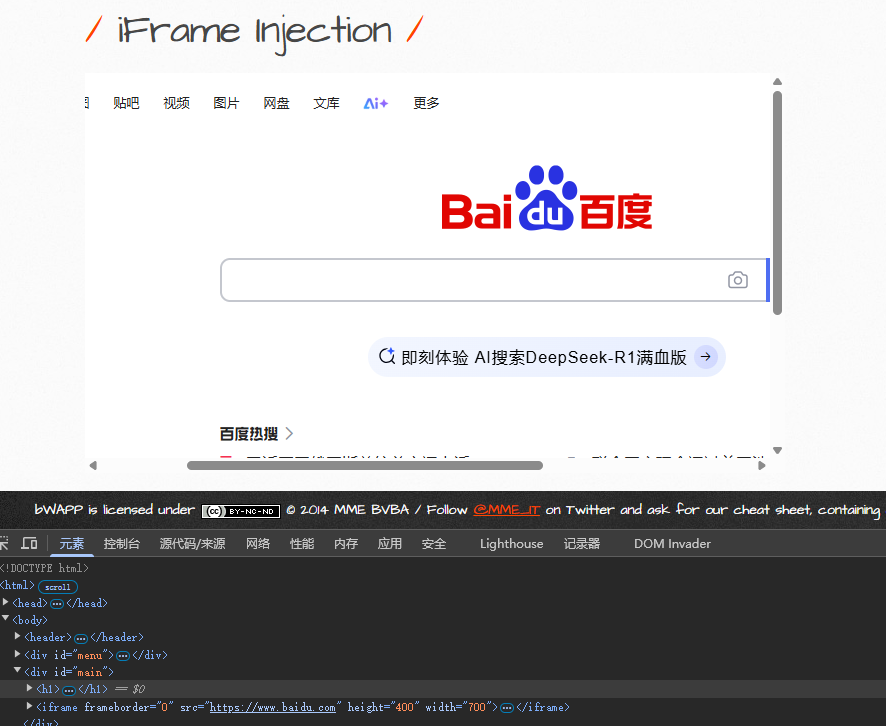 / iFrame Injection /
贴吧 视频 图片 网盘 文库 Ai+ 更多
Bai du 百度
即刻体验 AI搜索DeepSeek-R1满血版
百度热搜
bWAPP is licensed under (cc) BY-NC-ND © 2014 MME BVBA / Follow @MME_IT on Twitter and ask for our cheat sheet, containing
元素 控制台 源代码/来源 网络 性能 内存 应用 安全 Lighthouse 记录器 DOM Invader
<!DOCTYPE html>
<html> scroll
<head> ••• </head>
<body>
<header> ••• </header>
<div id="menu"> ••• </div>
<div id="main">
<h1> ••• </h1> == $0
<iframe frameborder="0" src="https://www.baidu.com" height="400" width="700"> ••• </iframe>
</div>